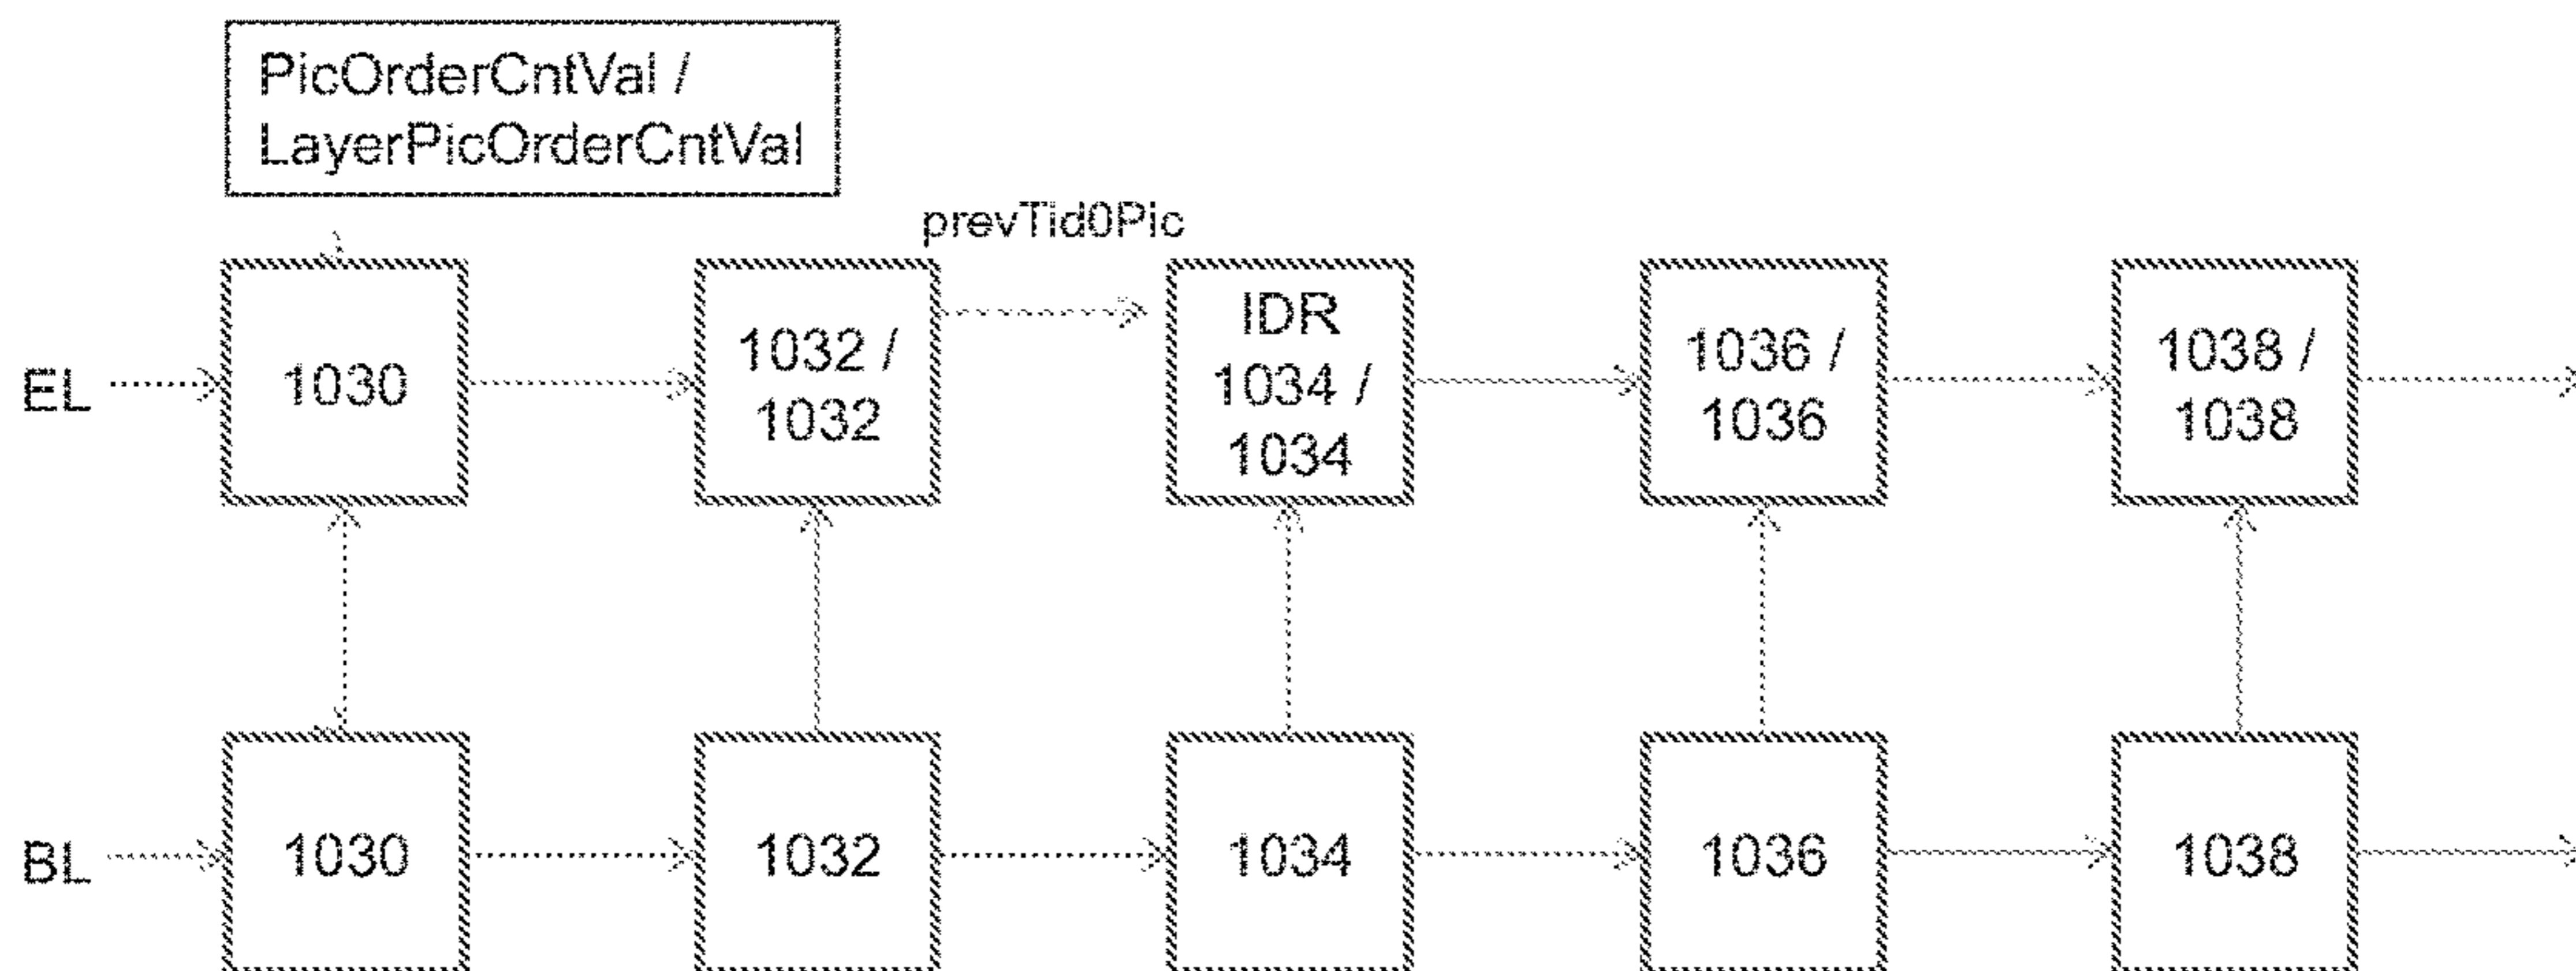 PicOrderCntVal /
LayerPicOrderCntVal
prevTid0Pic
EL
1030
1032 /
1032
IDR
1034 /
1034
1036 /
1036
1038 /
1038
BL
1030
1032
1034
1036
1038